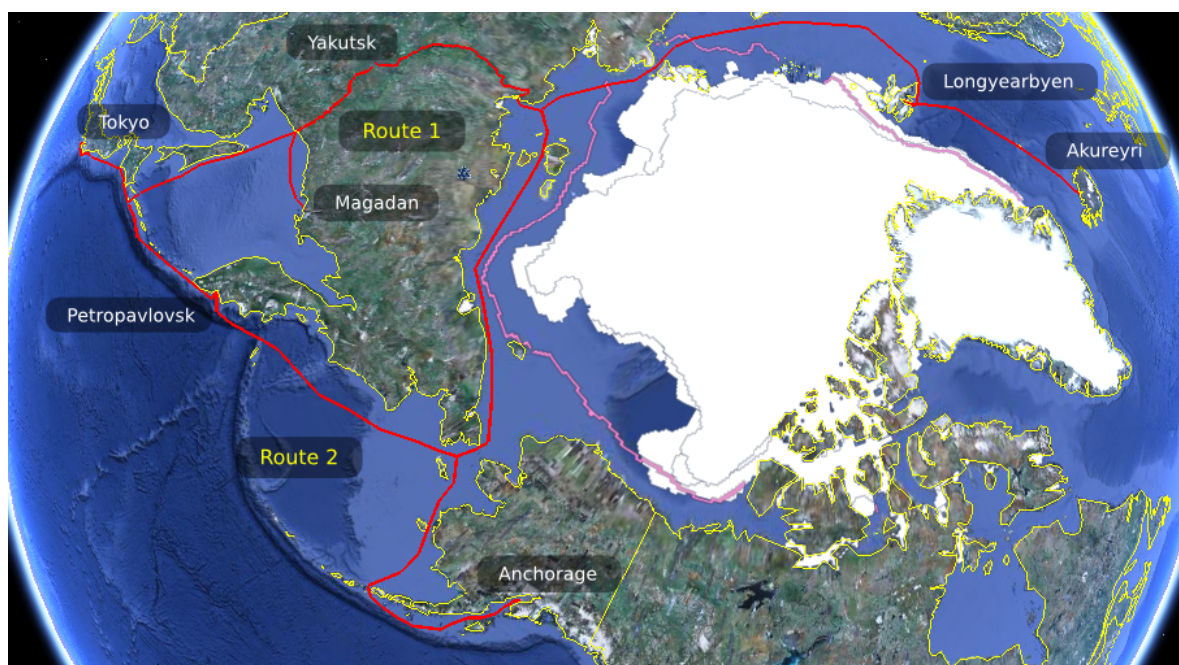 Yakutsk
Longyearbyen
Tokyo
Route 1
Akureyri
Magadan
Petropavlovsk
Route 2
Anchorage